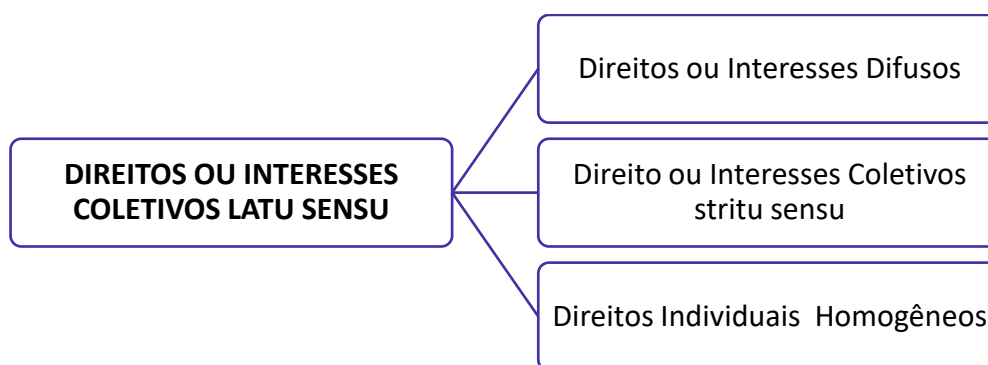 Direitos ou Interesses Difusos
DIREITOS OU INTERESSES
COLETIVOS LATU SENSU
Direito ou Interesses Coletivos
stritu sensu
Direitos Individuais Homogêneos